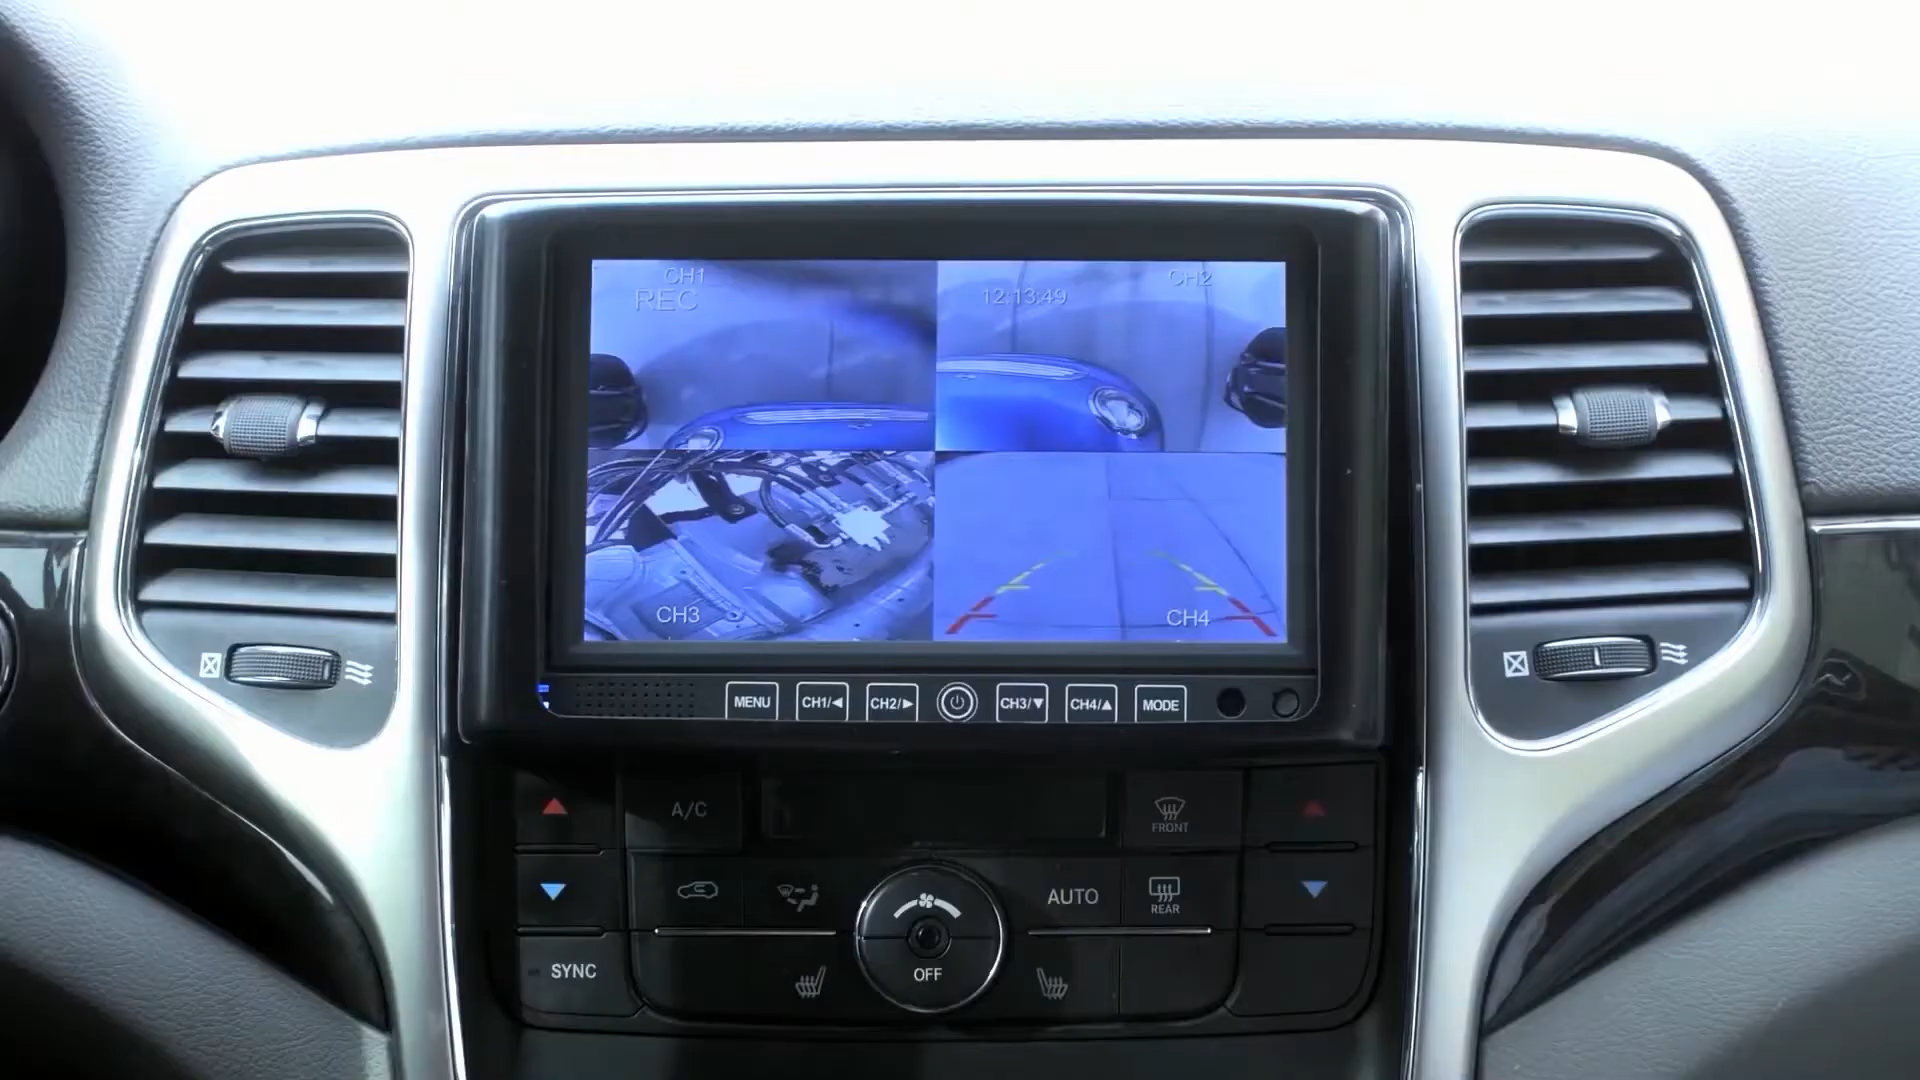 CH1
CH2
REC
12:13:49
CH3
CH4
MENU
CH1/◀
CH2/▶
CH3/▼
CH4/▲
MODE
A/C
FRONT
AUTO
REAR
SYNC
OFF